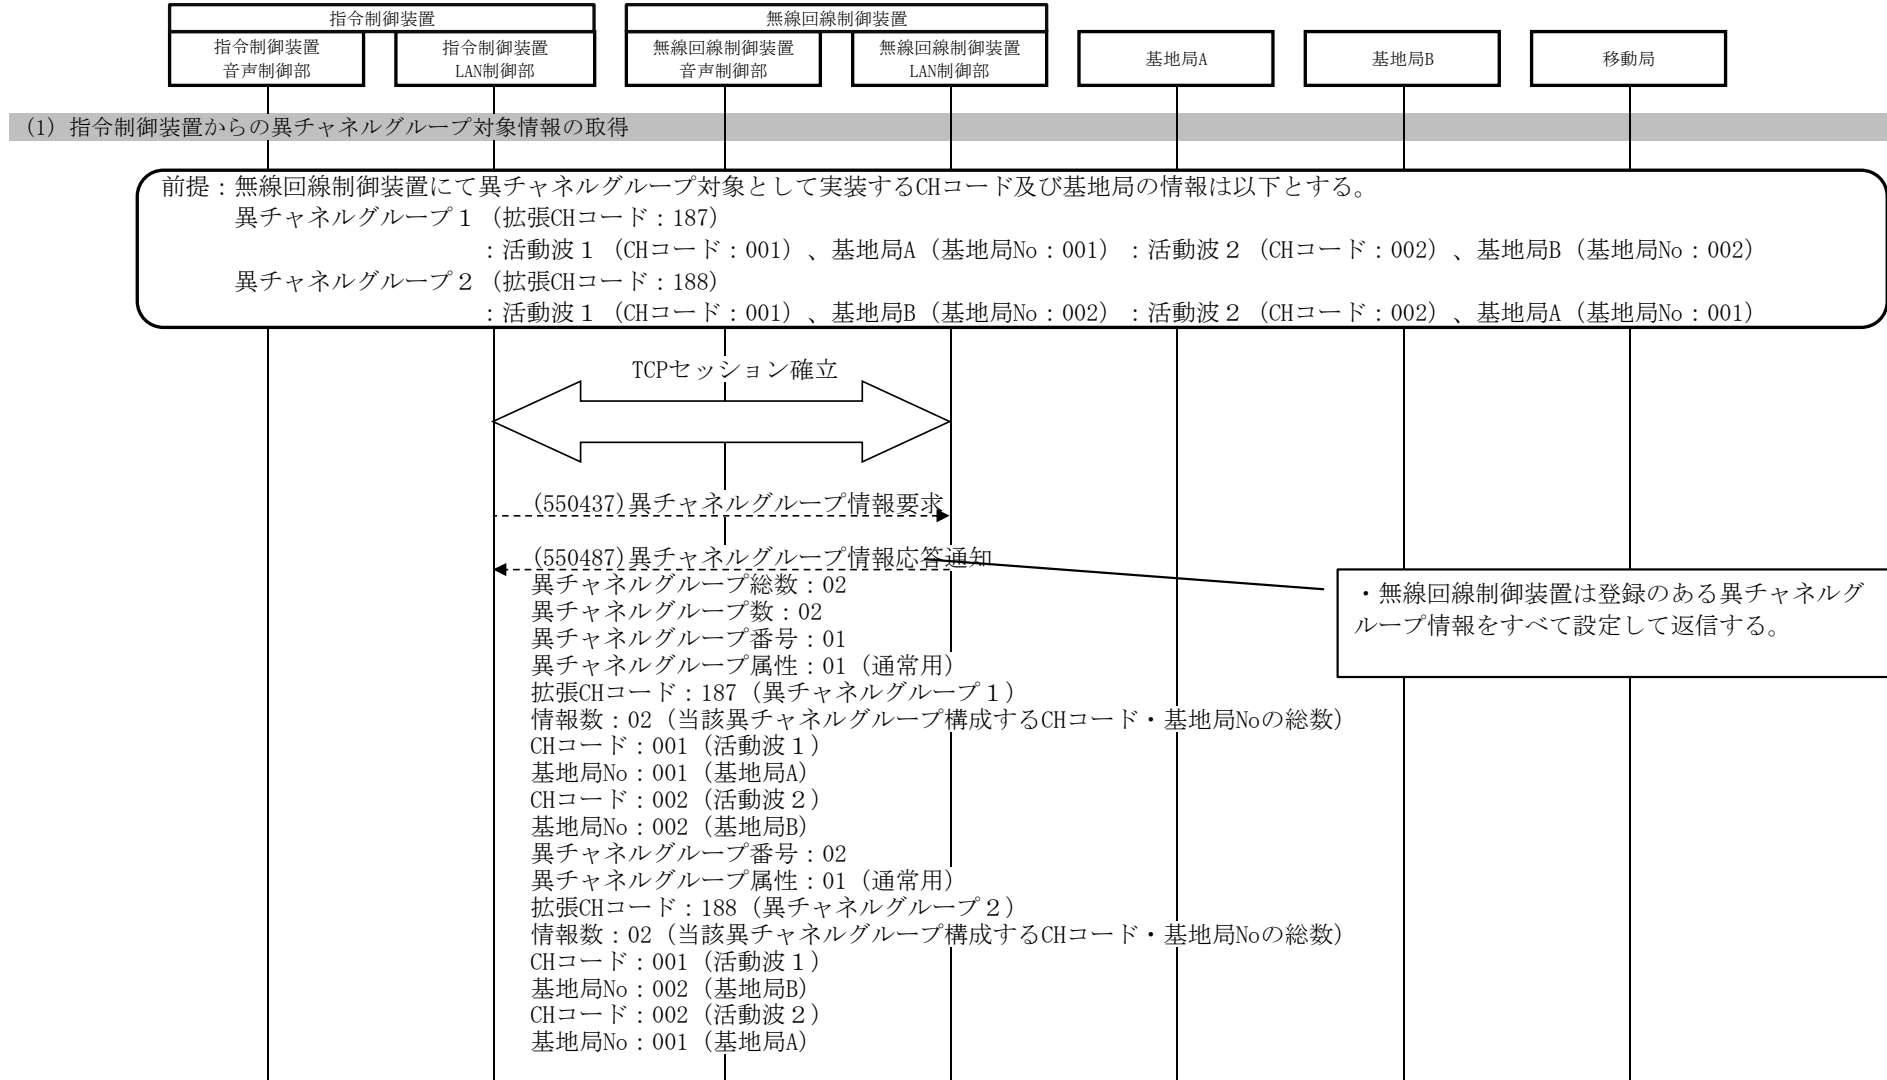 指令制御装置
無線回線制御装置
指令制御装置
音声制御部
指令制御装置
LAN制御部
無線回線制御装置
音声制御部
無線回線制御装置
LAN制御部
基地局A
基地局B
移動局
(1) 指令制御装置からの異チャネルグループ対象情報の取得
前提：無線回線制御装置にて異チャネルグループ対象として実装するCHコード及び基地局の情報は以下とする。
異チャネルグループ１（拡張CHコード：187）
：活動波１（CHコード：001）、基地局A（基地局No：001）：活動波２（CHコード：002）、基地局B（基地局No：002）
異チャネルグループ２（拡張CHコード：188）
：活動波１（CHコード：001）、基地局B（基地局No：002）：活動波２（CHコード：002）、基地局A（基地局No：001）
TCPセッション確立
(550437)異チャネルグループ情報要求
(550487)異チャネルグループ情報応答通知
異チャネルグループ総数：02
異チャネルグループ数：02
異チャネルグループ番号：01
異チャネルグループ属性：01（通常用）
拡張CHコード：187（異チャネルグループ１）
情報数：02（当該異チャネルグループ構成するCHコード・基地局Noの総数）
CHコード：001（活動波１）
基地局No：001（基地局A）
CHコード：002（活動波２）
基地局No：002（基地局B）
異チャネルグループ番号：02
異チャネルグループ属性：01（通常用）
拡張CHコード：188（異チャネルグループ２）
情報数：02（当該異チャネルグループ構成するCHコード・基地局Noの総数）
CHコード：001（活動波１）
基地局No：002（基地局B）
CHコード：002（活動波２）
基地局No：001（基地局A）
・無線回線制御装置は登録のある異チャネルグ
ループ情報をすべて設定して返信する。